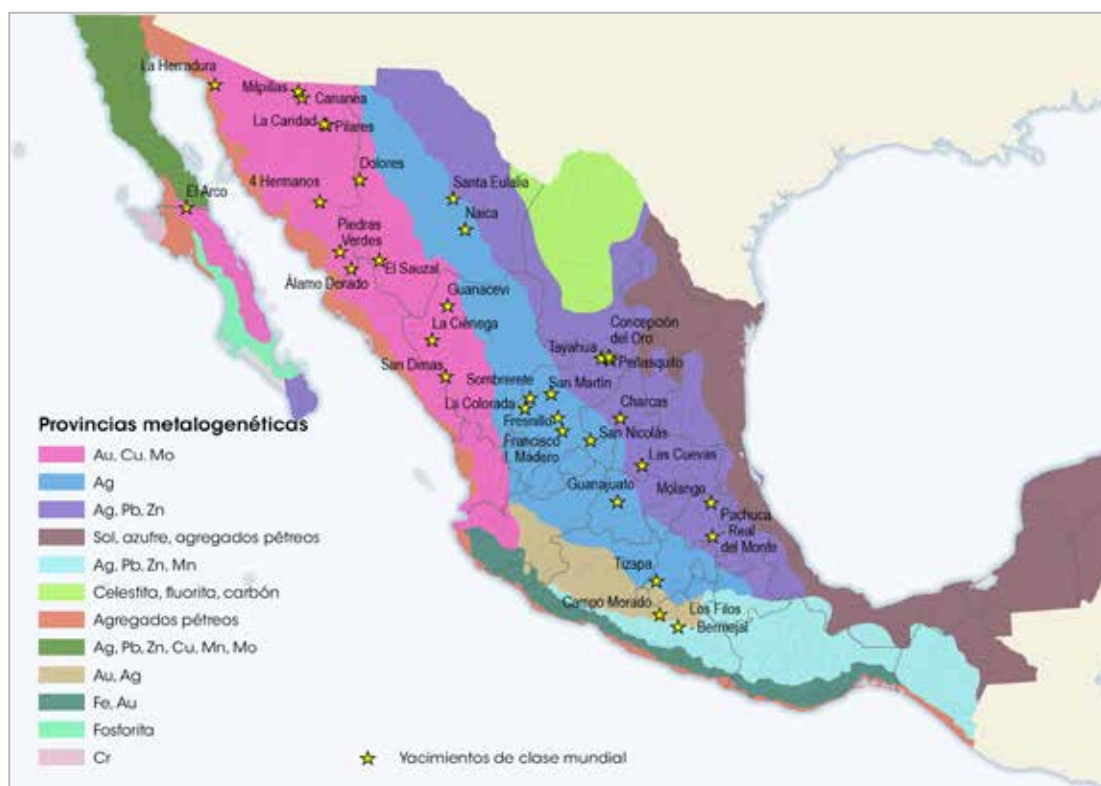 La Herradura
Milpillas
Cananea
La Caridad
Pilares
Dolores
4 Hermanos
Santa Eulalia
El Arco
Naica
Piedras
Verdes
El Sauzal
Álamo Dorado
Guanacevi
La Ciénega
Concepción
del Oro
Tayahua
Peñasquito
San Dimas
Sombrerete
San Martín
La Colorada
Charcas
Fresnillo
San Nicolás
Francisco
I. Madero
Las Cuevas
Guanajuato
Molango
Pachuca
- Real
del Monte
Tizapa
Campo Morado
Los Filos
- Bermejal
Provincias metalogenéticas
Au, Cu, Mo
Ag
Ag, Pb, Zn
Sal, azufre, agregados pétreos
Ag, Pb, Zn, Mn
Celestita, fluorita, carbón
Agregados pétreos
Ag, Pb, Zn, Cu, Mn, Mo
Au, Ag
Fe, Au
Fosforita
Cr
Yacimientos de clase mundial